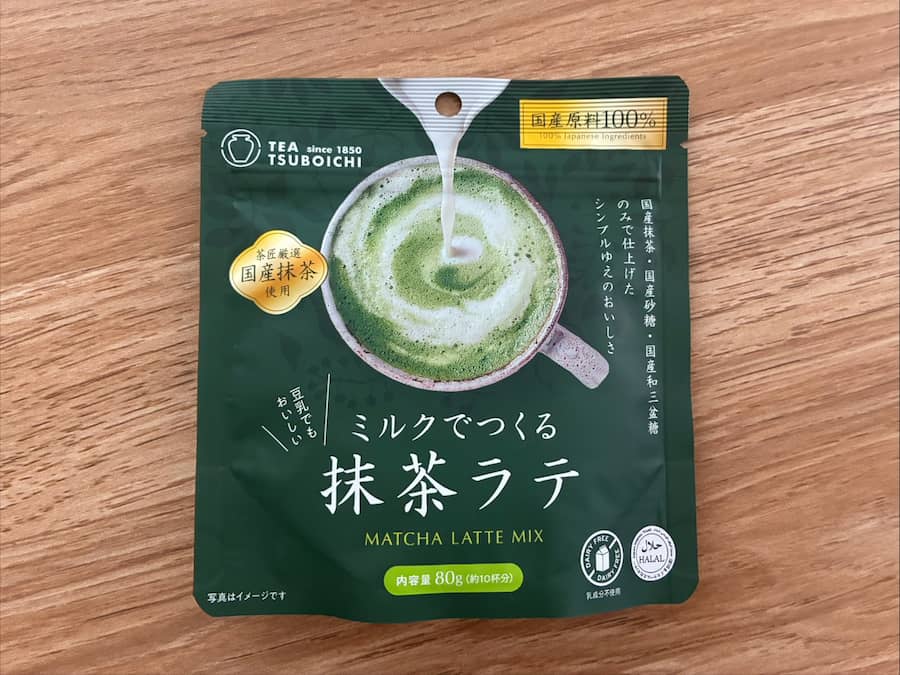 TEA since 1850
TSUBOICHI
国産原料100%
100% Japanese Ingredients
茶匠厳選
国産抹茶
使用
国産抹茶・国産砂糖・国産和三盆糖
のみで仕上げた
シンプルゆえのおいしさ
豆乳でも
おいしい
ミルクでつくる
抹茶ラテ
MATCHA LATTE MIX
内容量 80g（約10杯分）
DAIRY FREE
DAIRY FREE
乳成分不使用
حلال
HALAL
写真はイメージです